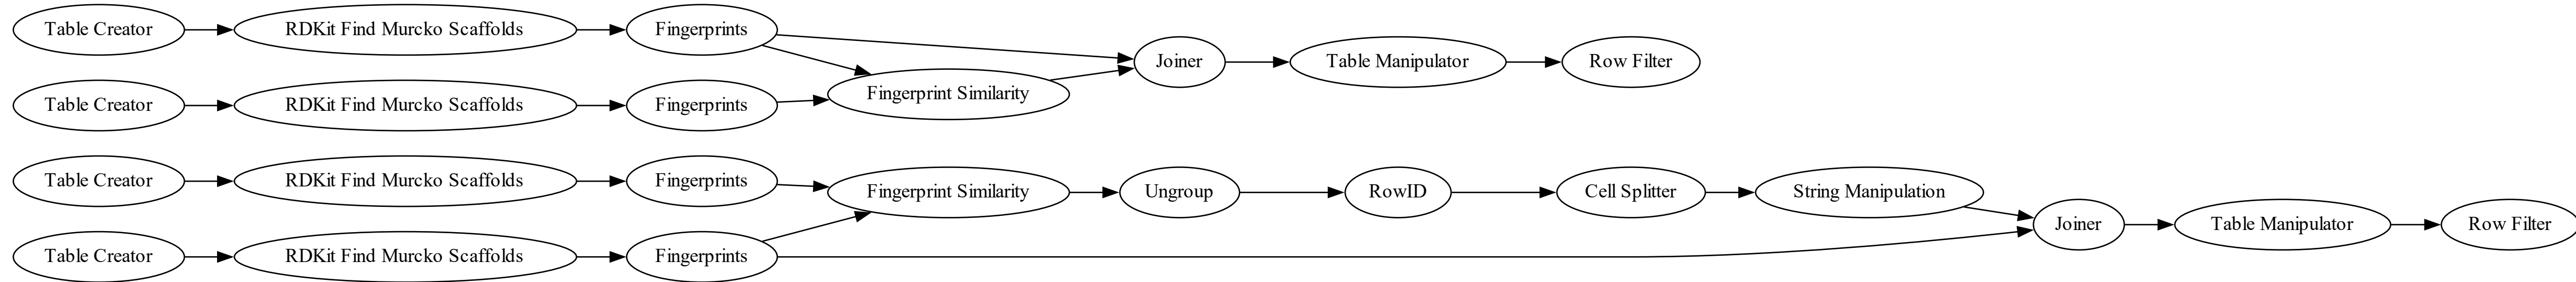 Table Creator
RDKit Find Murcko Scaffolds
Fingerprints
Joiner
Table Manipulator
Row Filter
Table Creator
RDKit Find Murcko Scaffolds
Fingerprints
Fingerprint Similarity
Table Creator
RDKit Find Murcko Scaffolds
Fingerprints
Fingerprint Similarity
Ungroup
RowID
Cell Splitter
String Manipulation
Table Creator
RDKit Find Murcko Scaffolds
Fingerprints
Joiner
Table Manipulator
Row Filter